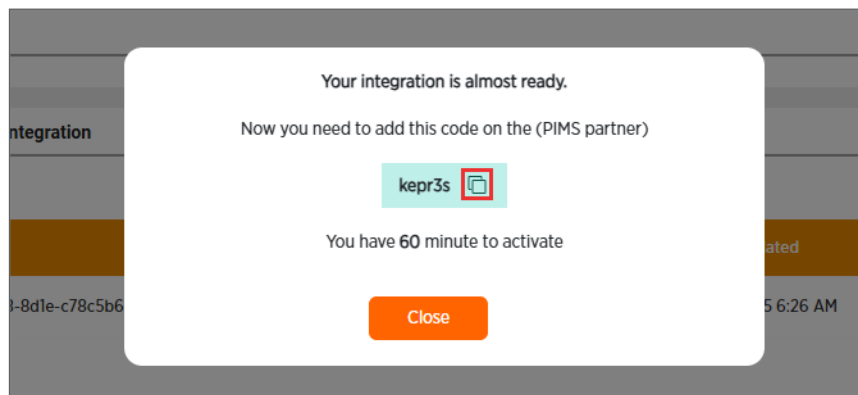 Your integration is almost ready.
Now you need to add this code on the (PIMS partner)
ntegration
kepr3s
You have 60 minute to activate
ated
-8d1e-c78c5b6
5 6:26 AM
Close